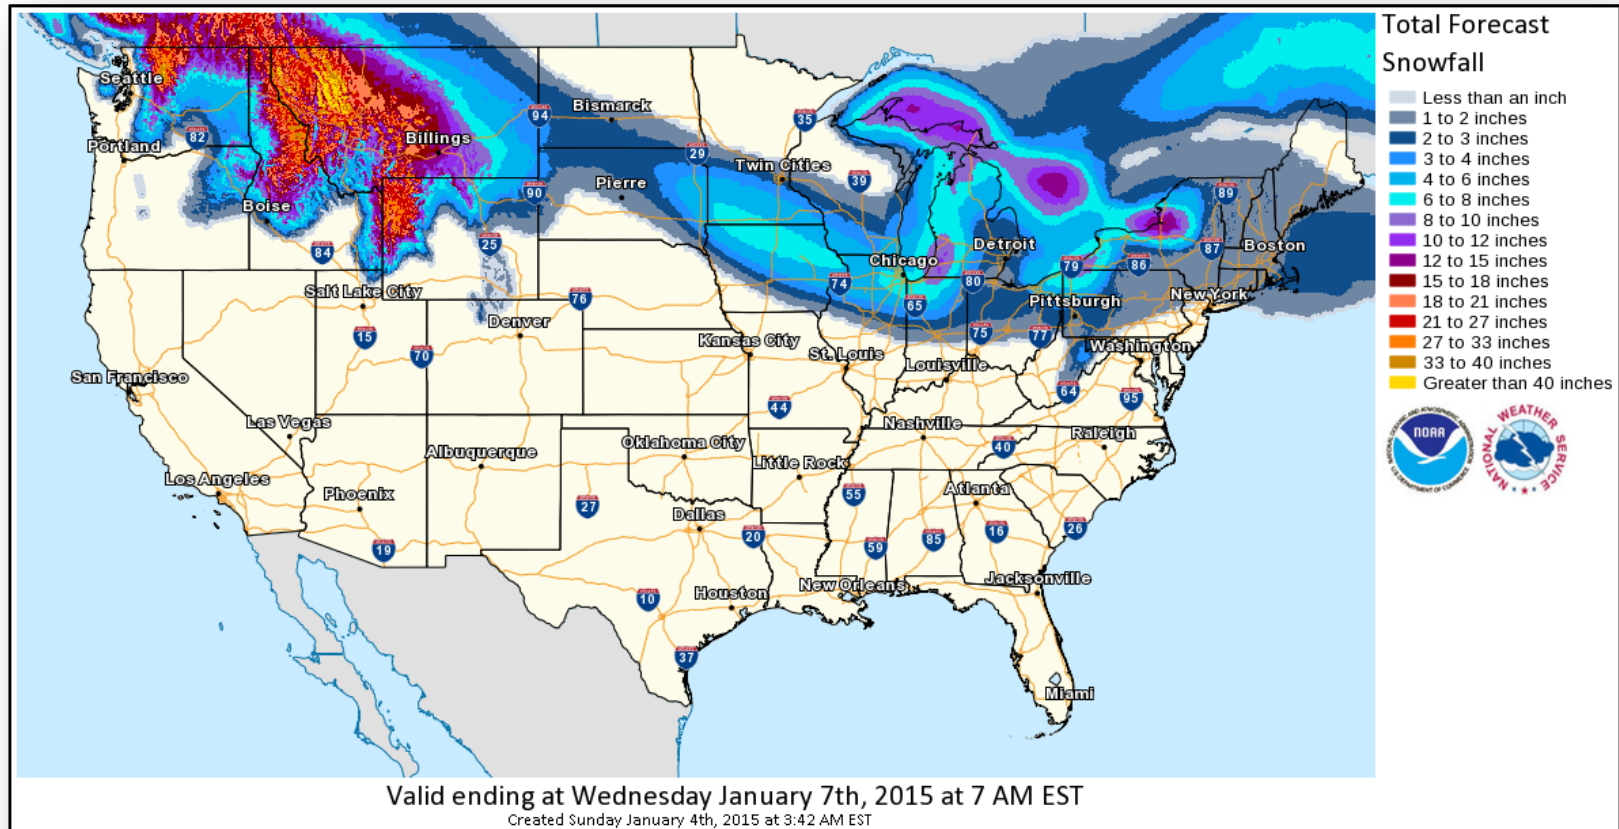 Total Forecast
Snowfall
Less than an inch
1 to 2 inches
2 to 3 inches
3 to 4 inches
4 to 6 inches
6 to 8 inches
8 to 10 inches
10 to 12 inches
12 to 15 inches
15 to 18 inches
18 to 21 inches
21 to 27 inches
27 to 33 inches
33 to 40 inches
Greater than 40 inches
NOAA
NATIONAL OCEANIC AND ATMOSPHERIC ADMINISTRATION
U.S. DEPARTMENT OF COMMERCE
NATIONAL WEATHER SERVICE
Seattle
Portland
82
Billings
Boise
84
94
Bismarck
90
Pierre
29
35
Twin Cities
39
25
Salt Lake City
15
70
Denver
76
Chicago
74
65
Detroit
80
79
86
87
89
Boston
New York
Pittsburgh
75
77
Washington
64
95
Kansas City
St. Louis
Louisville
San Francisco
Las Vegas
Los Angeles
Phoenix
19
Albuquerque
Oklahoma City
44
Little Rock
Nashville
40
Raleigh
27
Dallas
20
55
59
85
Atlanta
16
26
10
Houston
37
New Orleans
Jacksonville
Miami
Valid ending at Wednesday January 7th, 2015 at 7 AM EST
Created Sunday January 4th, 2015 at 3:42 AM EST